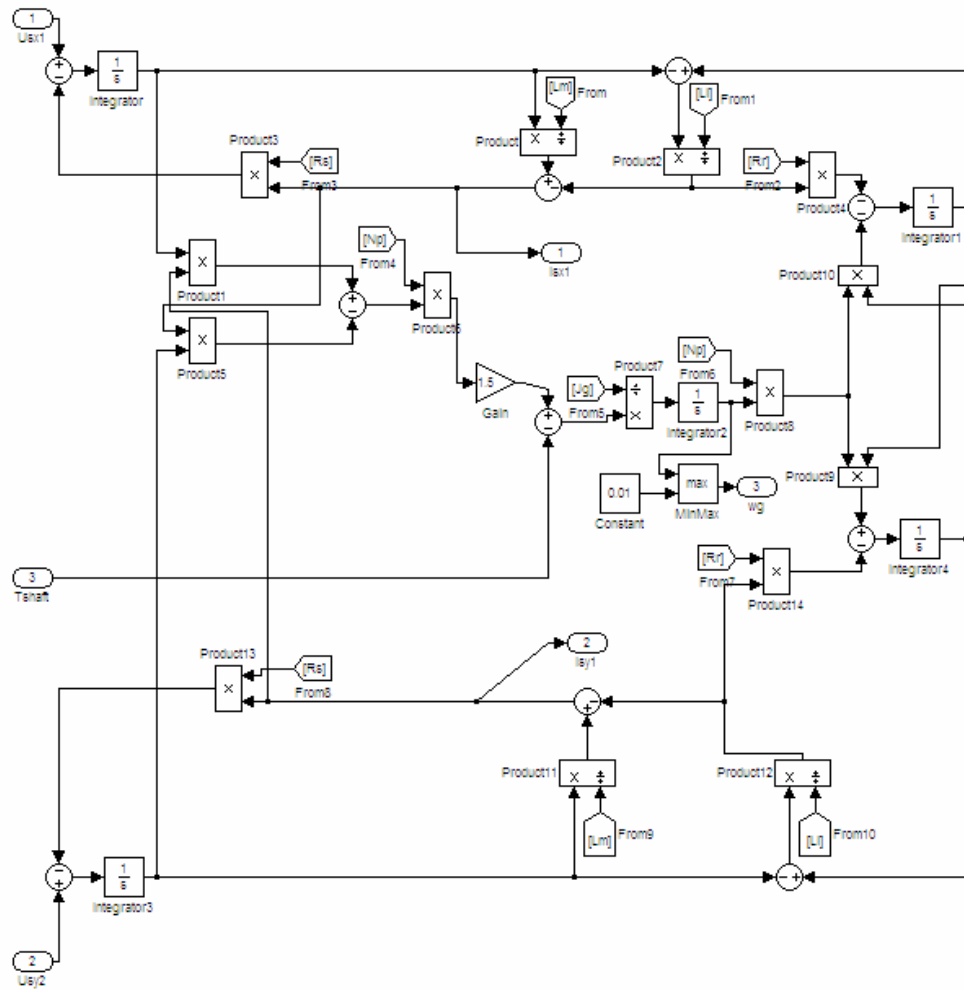 1
Usx1
1
s
Integrator
[Lm]
From
[Ll]
From1
Product
Product2
Product3
[Rs]
From3
[Rr]
From2
Product4
1
s
Integrator1
1
Isx1
Product1
[Np]
From4
Product6
Product5
Product10
1.5
Gain
[Jg]
From5
Product7
1
s
Integrator2
[Np]
From6
Product8
Product9
0.01
Constant
max
MinMax
3
wg
1
s
Integrator4
3
Tshaft
[Rr]
From7
Product14
2
Isy1
Product13
[Rs]
From8
Product11
Product12
[Lm]
From9
[Ll]
From10
1
s
Integrator3
2
Usy2